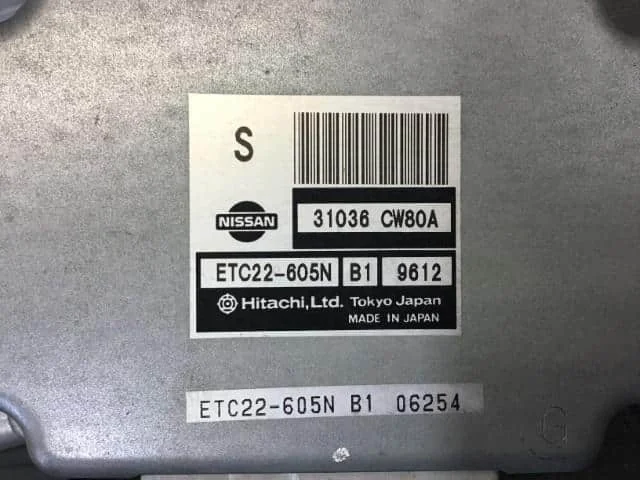 S
NISSAN
31036 CW80A
ETC22-605N B1 9612
Hitachi, Ltd. Tokyo Japan
MADE IN JAPAN
ETC22-605N B1 06254
G